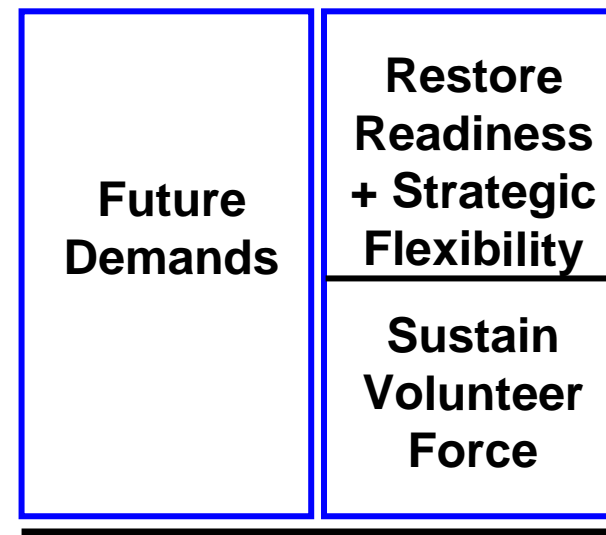 Future
Demands
Restore
Readiness
+ Strategic
Flexibility
Sustain
Volunteer
Force